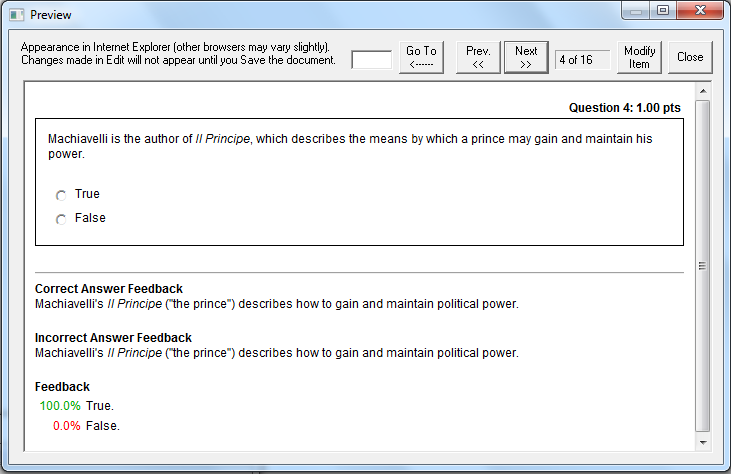 Preview
Appearance in Internet Explorer (other browsers may vary slightly).
Changes made in Edit will not appear until you Save the document.
Go To
<------
Prev.
<<
Next
>>
4 of 16
Modify
Item
Close
Question 4: 1.00 pts
Machiavelli is the author of Il Principe, which describes the means by which a prince may gain and maintain his
power.
True
False
Correct Answer Feedback
Machiavelli's Il Principe ("the prince") describes how to gain and maintain political power.
Incorrect Answer Feedback
Machiavelli's Il Principe ("the prince") describes how to gain and maintain political power.
Feedback
100.0% True.
0.0% False.